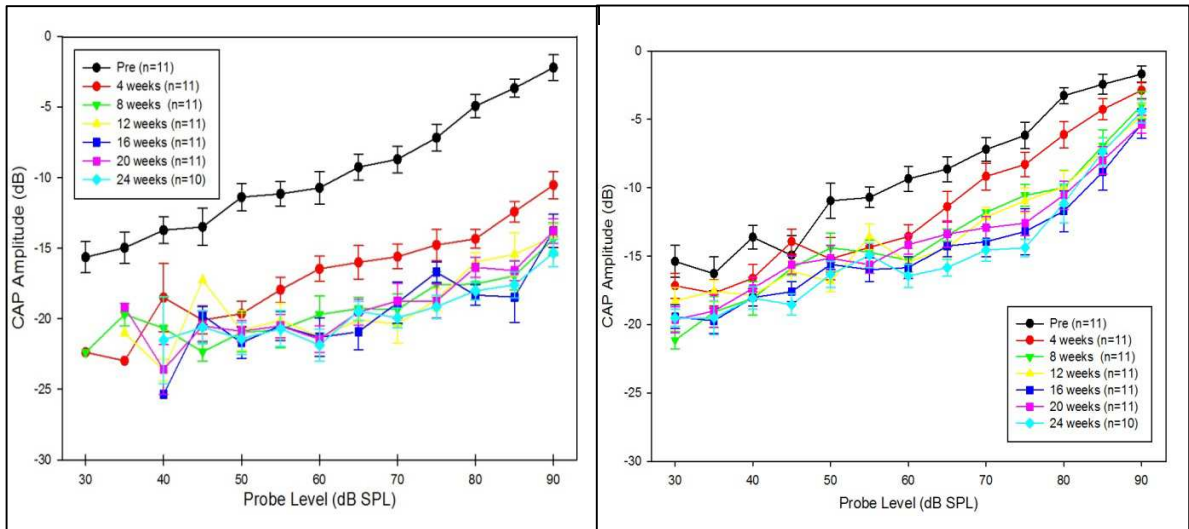 0
-5
-10
-15
-20
-25
-30
CAP Amplitude (dB)
Pre (n=11)
4 weeks (n=11)
8 weeks (n=11)
12 weeks (n=11)
16 weeks (n=11)
20 weeks (n=11)
24 weeks (n=10)
30 40 50 60 70 80 90
Probe Level (dB SPL)
0
-5
-10
-15
-20
-25
-30
CAP Amplitude (dB)
Pre (n=11)
4 weeks (n=11)
8 weeks (n=11)
12 weeks (n=11)
16 weeks (n=11)
20 weeks (n=11)
24 weeks (n=10)
30 40 50 60 70 80 90
Probe Level (dB SPL)